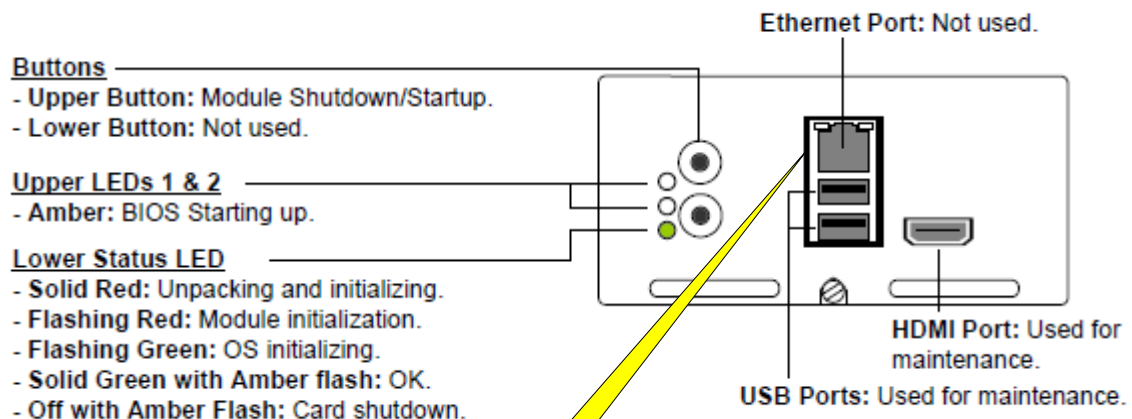 Ethernet Port: Not used.
Buttons
- Upper Button: Module Shutdown/Startup.
- Lower Button: Not used.
Upper LEDs 1 & 2
- Amber: BIOS Starting up.
Lower Status LED
- Solid Red: Unpacking and initializing.
- Flashing Red: Module initialization.
- Flashing Green: OS initializing.
- Solid Green with Amber flash: OK.
- Off with Amber Flash: Card shutdown.
HDMI Port: Used for
maintenance.
USB Ports: Used for maintenance.